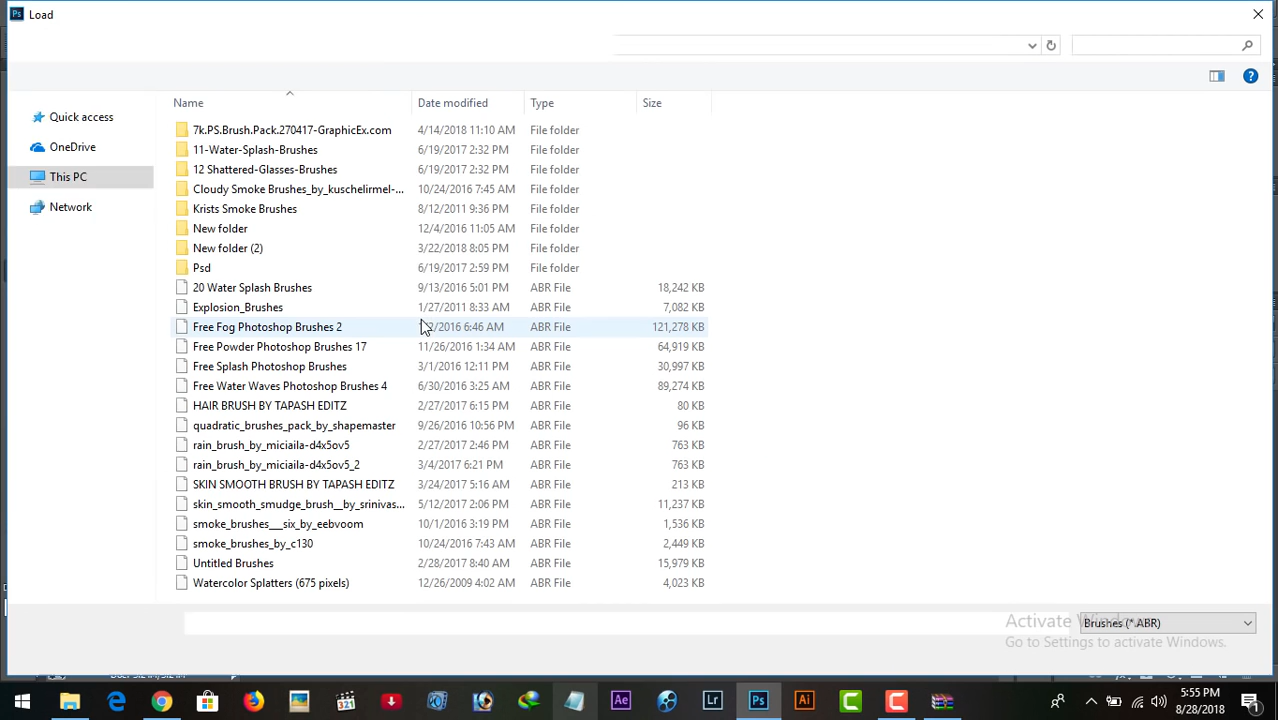 Ps Load
Name Date modified Type Size
Quick access
OneDrive
This PC
Network
7k.PS.Brush.Pack.270417-GraphicEx.com 4/14/2018 11:10 AM File folder
11-Water-Splash-Brushes 6/19/2017 2:32 PM File folder
12 Shattered-Glasses-Brushes 6/19/2017 2:32 PM File folder
Cloudy Smoke Brushes_by_kuschelirmel-... 10/24/2016 7:45 AM File folder
Krists Smoke Brushes 8/12/2011 9:36 PM File folder
New folder 12/4/2016 11:05 AM File folder
New folder (2) 3/22/2018 8:05 PM File folder
Psd 6/19/2017 2:59 PM File folder
20 Water Splash Brushes 9/13/2016 5:01 PM ABR File 18,242 KB
Explosion_Brushes 1/27/2011 8:33 AM ABR File 7,082 KB
Free Fog Photoshop Brushes 2 2/2016 6:46 AM ABR File 121,278 KB
Free Powder Photoshop Brushes 17 11/26/2016 1:34 AM ABR File 64,919 KB
Free Splash Photoshop Brushes 3/1/2016 12:11 PM ABR File 30,997 KB
Free Water Waves Photoshop Brushes 4 6/30/2016 3:25 AM ABR File 89,274 KB
HAIR BRUSH BY TAPASH EDITZ 2/27/2017 6:15 PM ABR File 80 KB
quadratic_brushes_pack_by_shapemaster 9/26/2016 10:56 PM ABR File 96 KB
rain_brush_by_miciaila-d4x5ov5 2/27/2017 2:46 PM ABR File 763 KB
rain_brush_by_miciaila-d4x5ov5_2 3/4/2017 6:21 PM ABR File 763 KB
SKIN SMOOTH BRUSH BY TAPASH EDITZ 3/24/2017 5:16 AM ABR File 213 KB
skin_smooth_smudge_brush__by_srinivas... 5/12/2017 2:06 PM ABR File 11,237 KB
smoke_brushes___six_by_eebvoom 10/1/2016 3:19 PM ABR File 1,536 KB
smoke_brushes_by_c130 10/24/2016 7:43 AM ABR File 2,449 KB
Untitled Brushes 2/28/2017 8:40 AM ABR File 15,979 KB
Watercolor Splatters (675 pixels) 12/26/2009 4:02 AM ABR File 4,023 KB
Activate Windows
Brushes (*.ABR)
Go to Settings to activate Windows.
321 Ae Lr Ps Ai C C
5:55 PM
8/28/2018
1